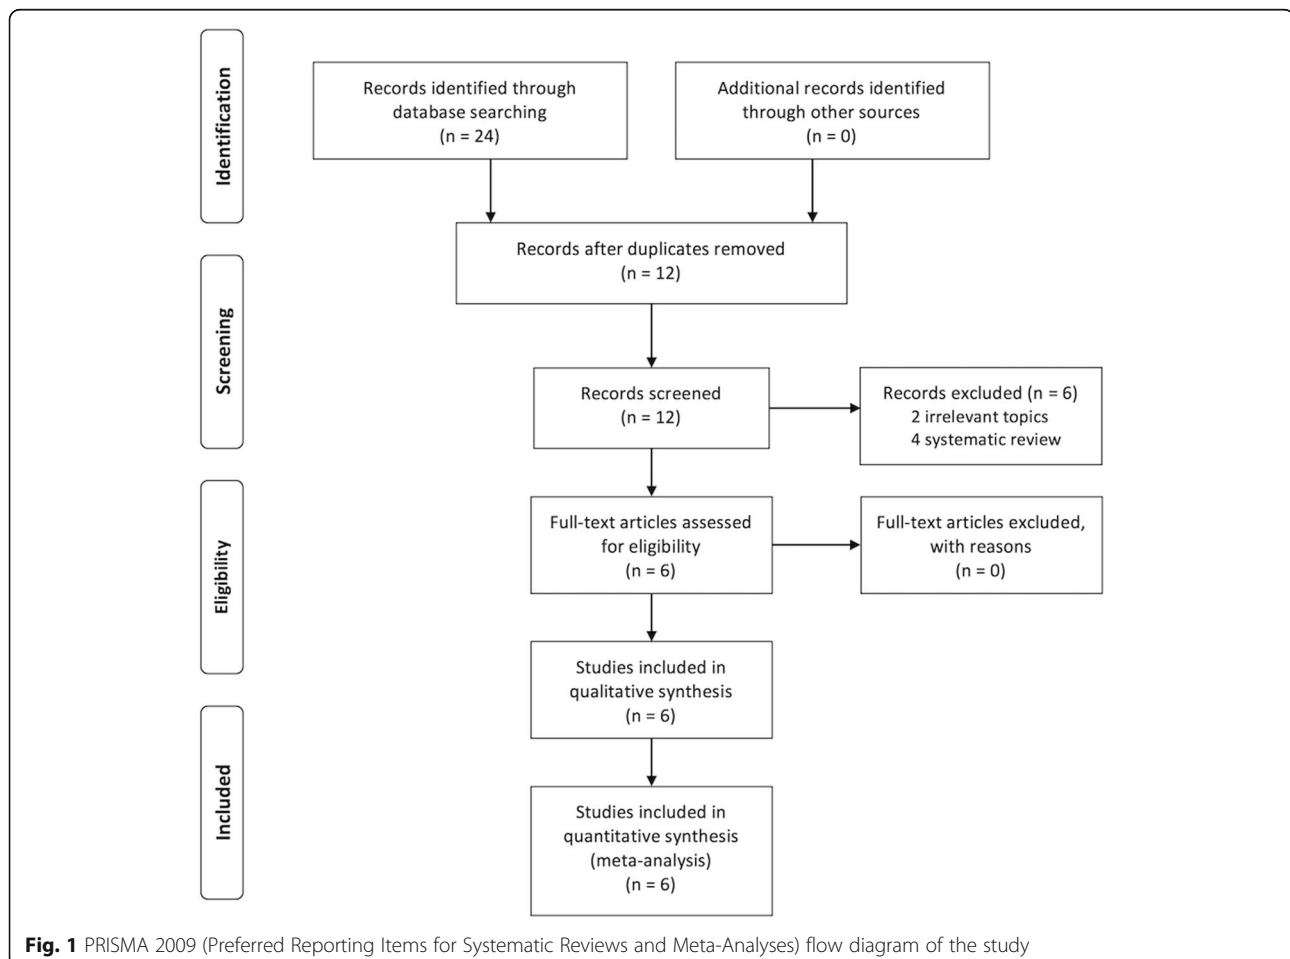 Identification
Records identified through
database searching
(n = 24)
Additional records identified
through other sources
(n = 0)
Records after duplicates removed
(n = 12)
Screening
Records screened
(n = 12)
Records excluded (n = 6)
2 irrelevant topics
4 systematic review
Eligibility
Full-text articles assessed
for eligibility
(n = 6)
Full-text articles excluded,
with reasons
(n = 0)
Studies included in
qualitative synthesis
(n = 6)
Included
Studies included in
quantitative synthesis
(meta-analysis)
(n = 6)
Fig. 1 PRISMA 2009 (Preferred Reporting Items for Systematic Reviews and Meta-Analyses) flow diagram of the study